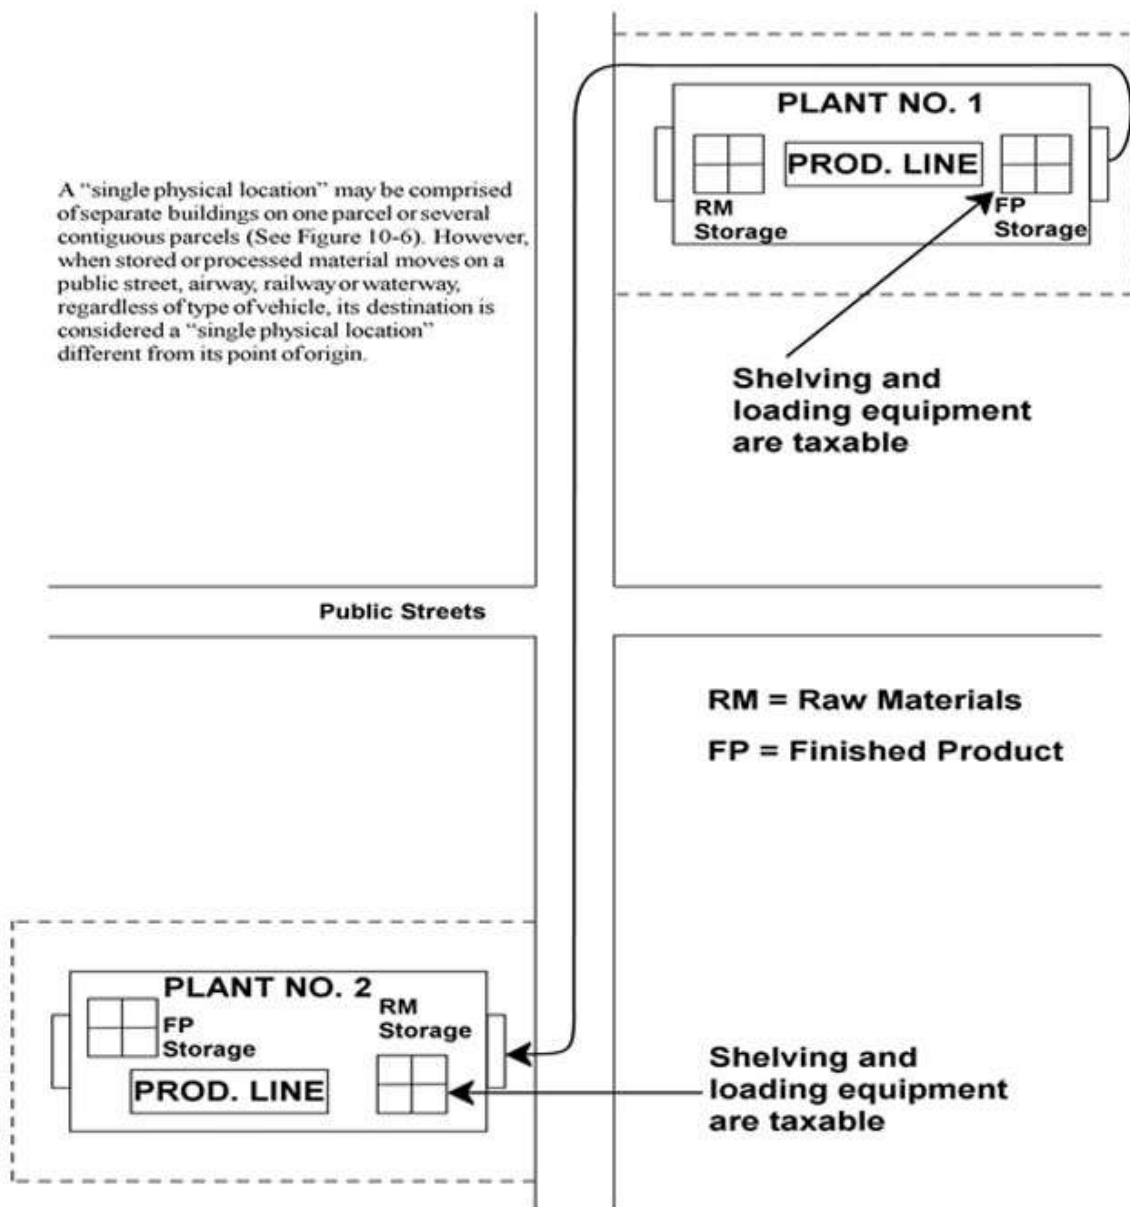 PLANT NO. 1
PROD. LINE
RM
Storage
FP
Storage
A “single physical location” may be comprised
of separate buildings on one parcel or several
contiguous parcels (See Figure 10-6). However,
when stored or processed material moves on a
public street, airway, railway or waterway,
regardless of type of vehicle, its destination is
considered a “single physical location”
different from its point of origin.
Shelving and
loading equipment
are taxable
Public Streets
RM = Raw Materials
FP = Finished Product
PLANT NO. 2
FP
Storage
RM
Storage
PROD. LINE
Shelving and
loading equipment
are taxable